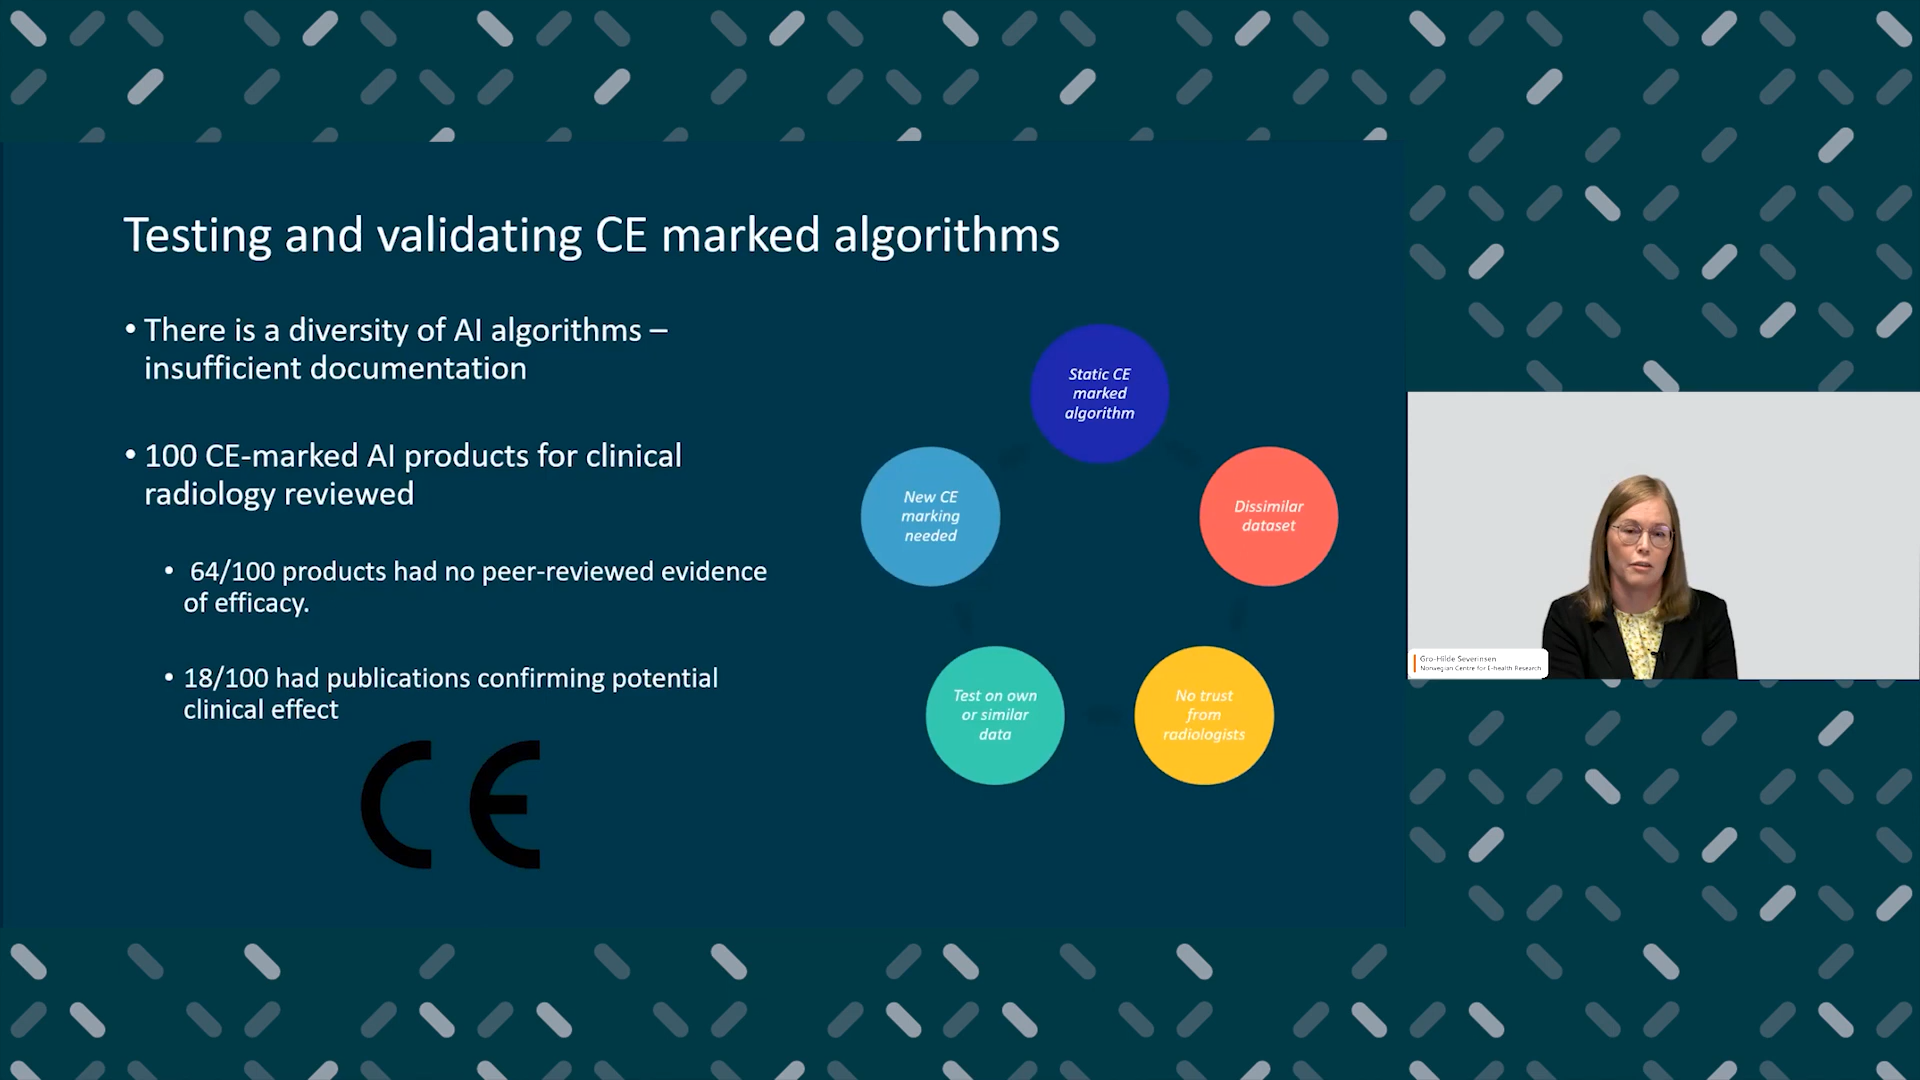 Testing and validating CE marked algorithms
• There is a diversity of AI algorithms –
insufficient documentation
• 100 CE-marked AI products for clinical
radiology reviewed
• 64/100 products had no peer-reviewed evidence
of efficacy.
• 18/100 had publications confirming potential
clinical effect
CE
Static CE
marked
algorithm
Dissimilar
dataset
No trust
from
radiologists
Test on own
or similar
data
New CE
marking
needed
Gro-Hilde Severinsen
Norwegian Centre for E-health Research